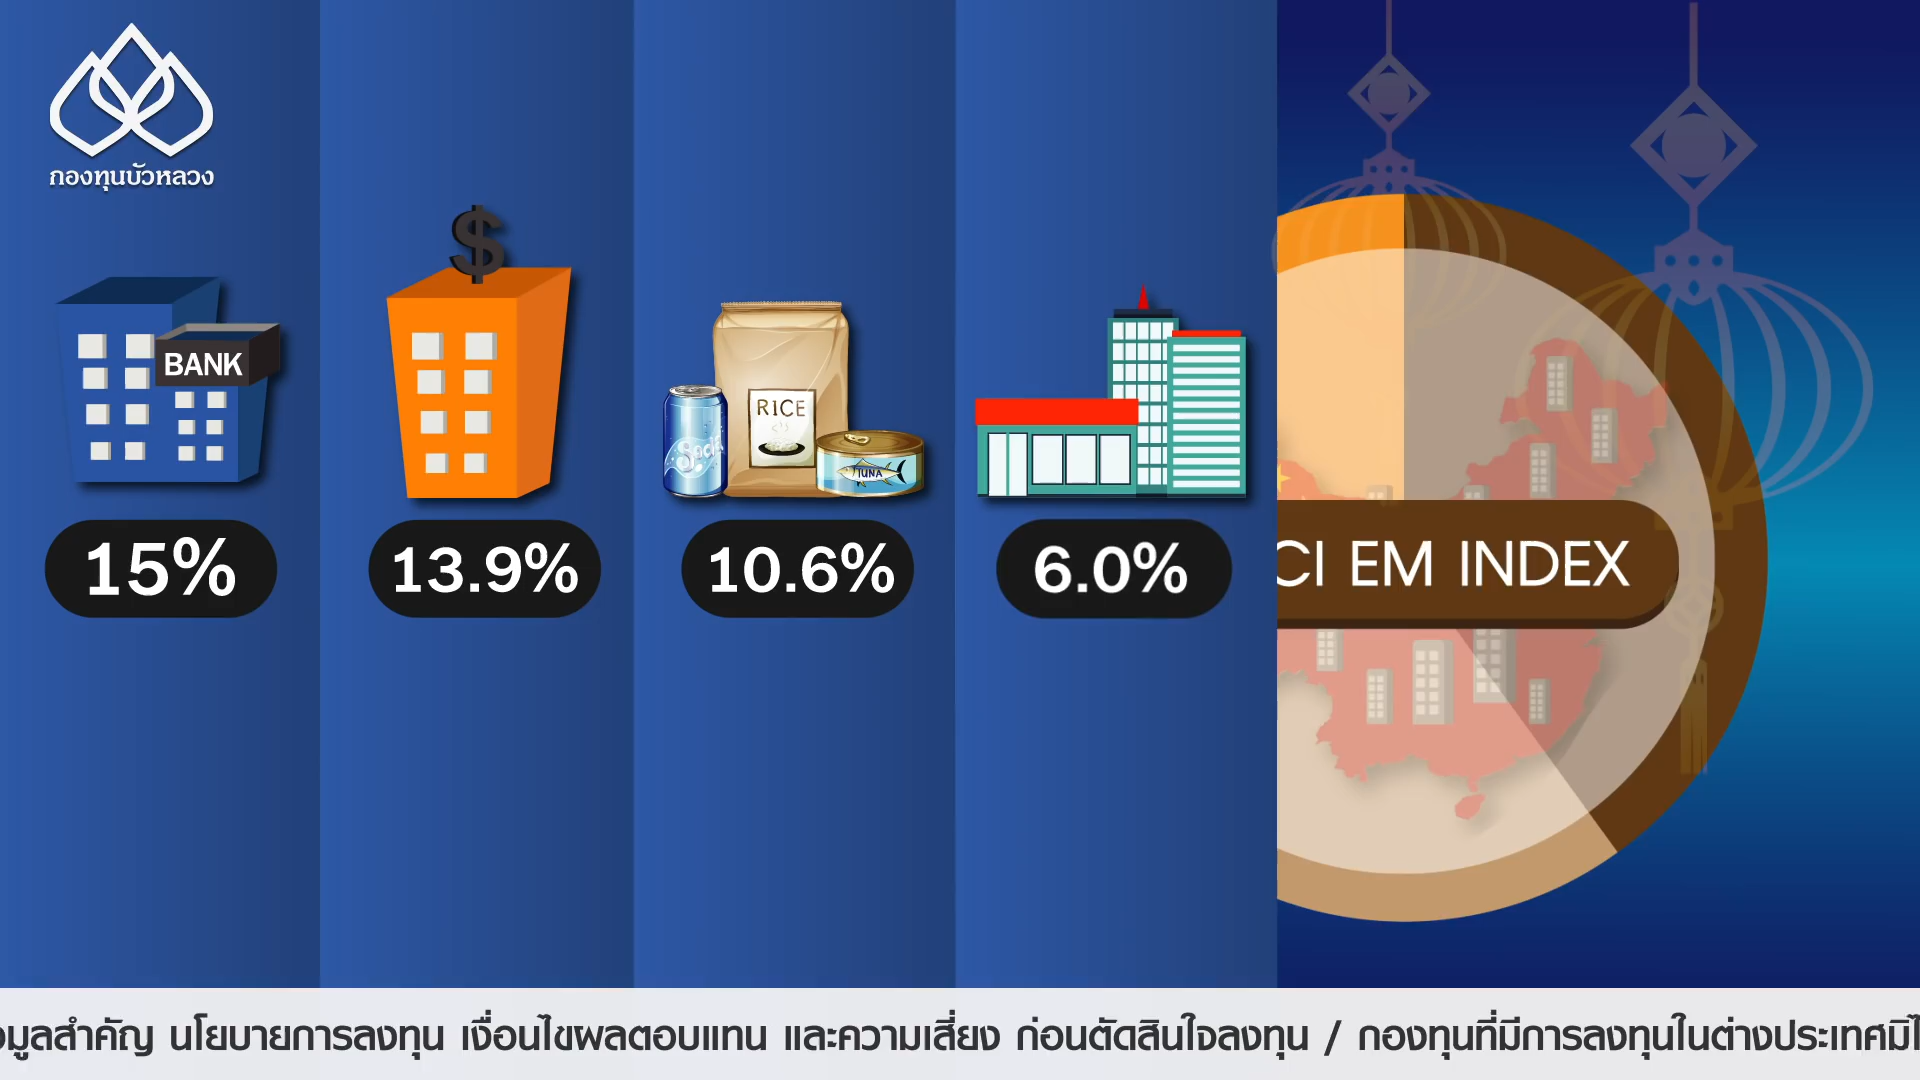 กองทุนบัวหลวง
$
BANK
RICE
Soda
TUNA
15%
13.9%
10.6%
6.0%
CI EM INDEX
สำคัญ นโยบายการลงทุน เงื่อนไขผลตอบแทน และความเสี่ยง ก่อนตัดสินใจลงทุน / กองทุนที่มีการลงทุนในต่างประเทศ